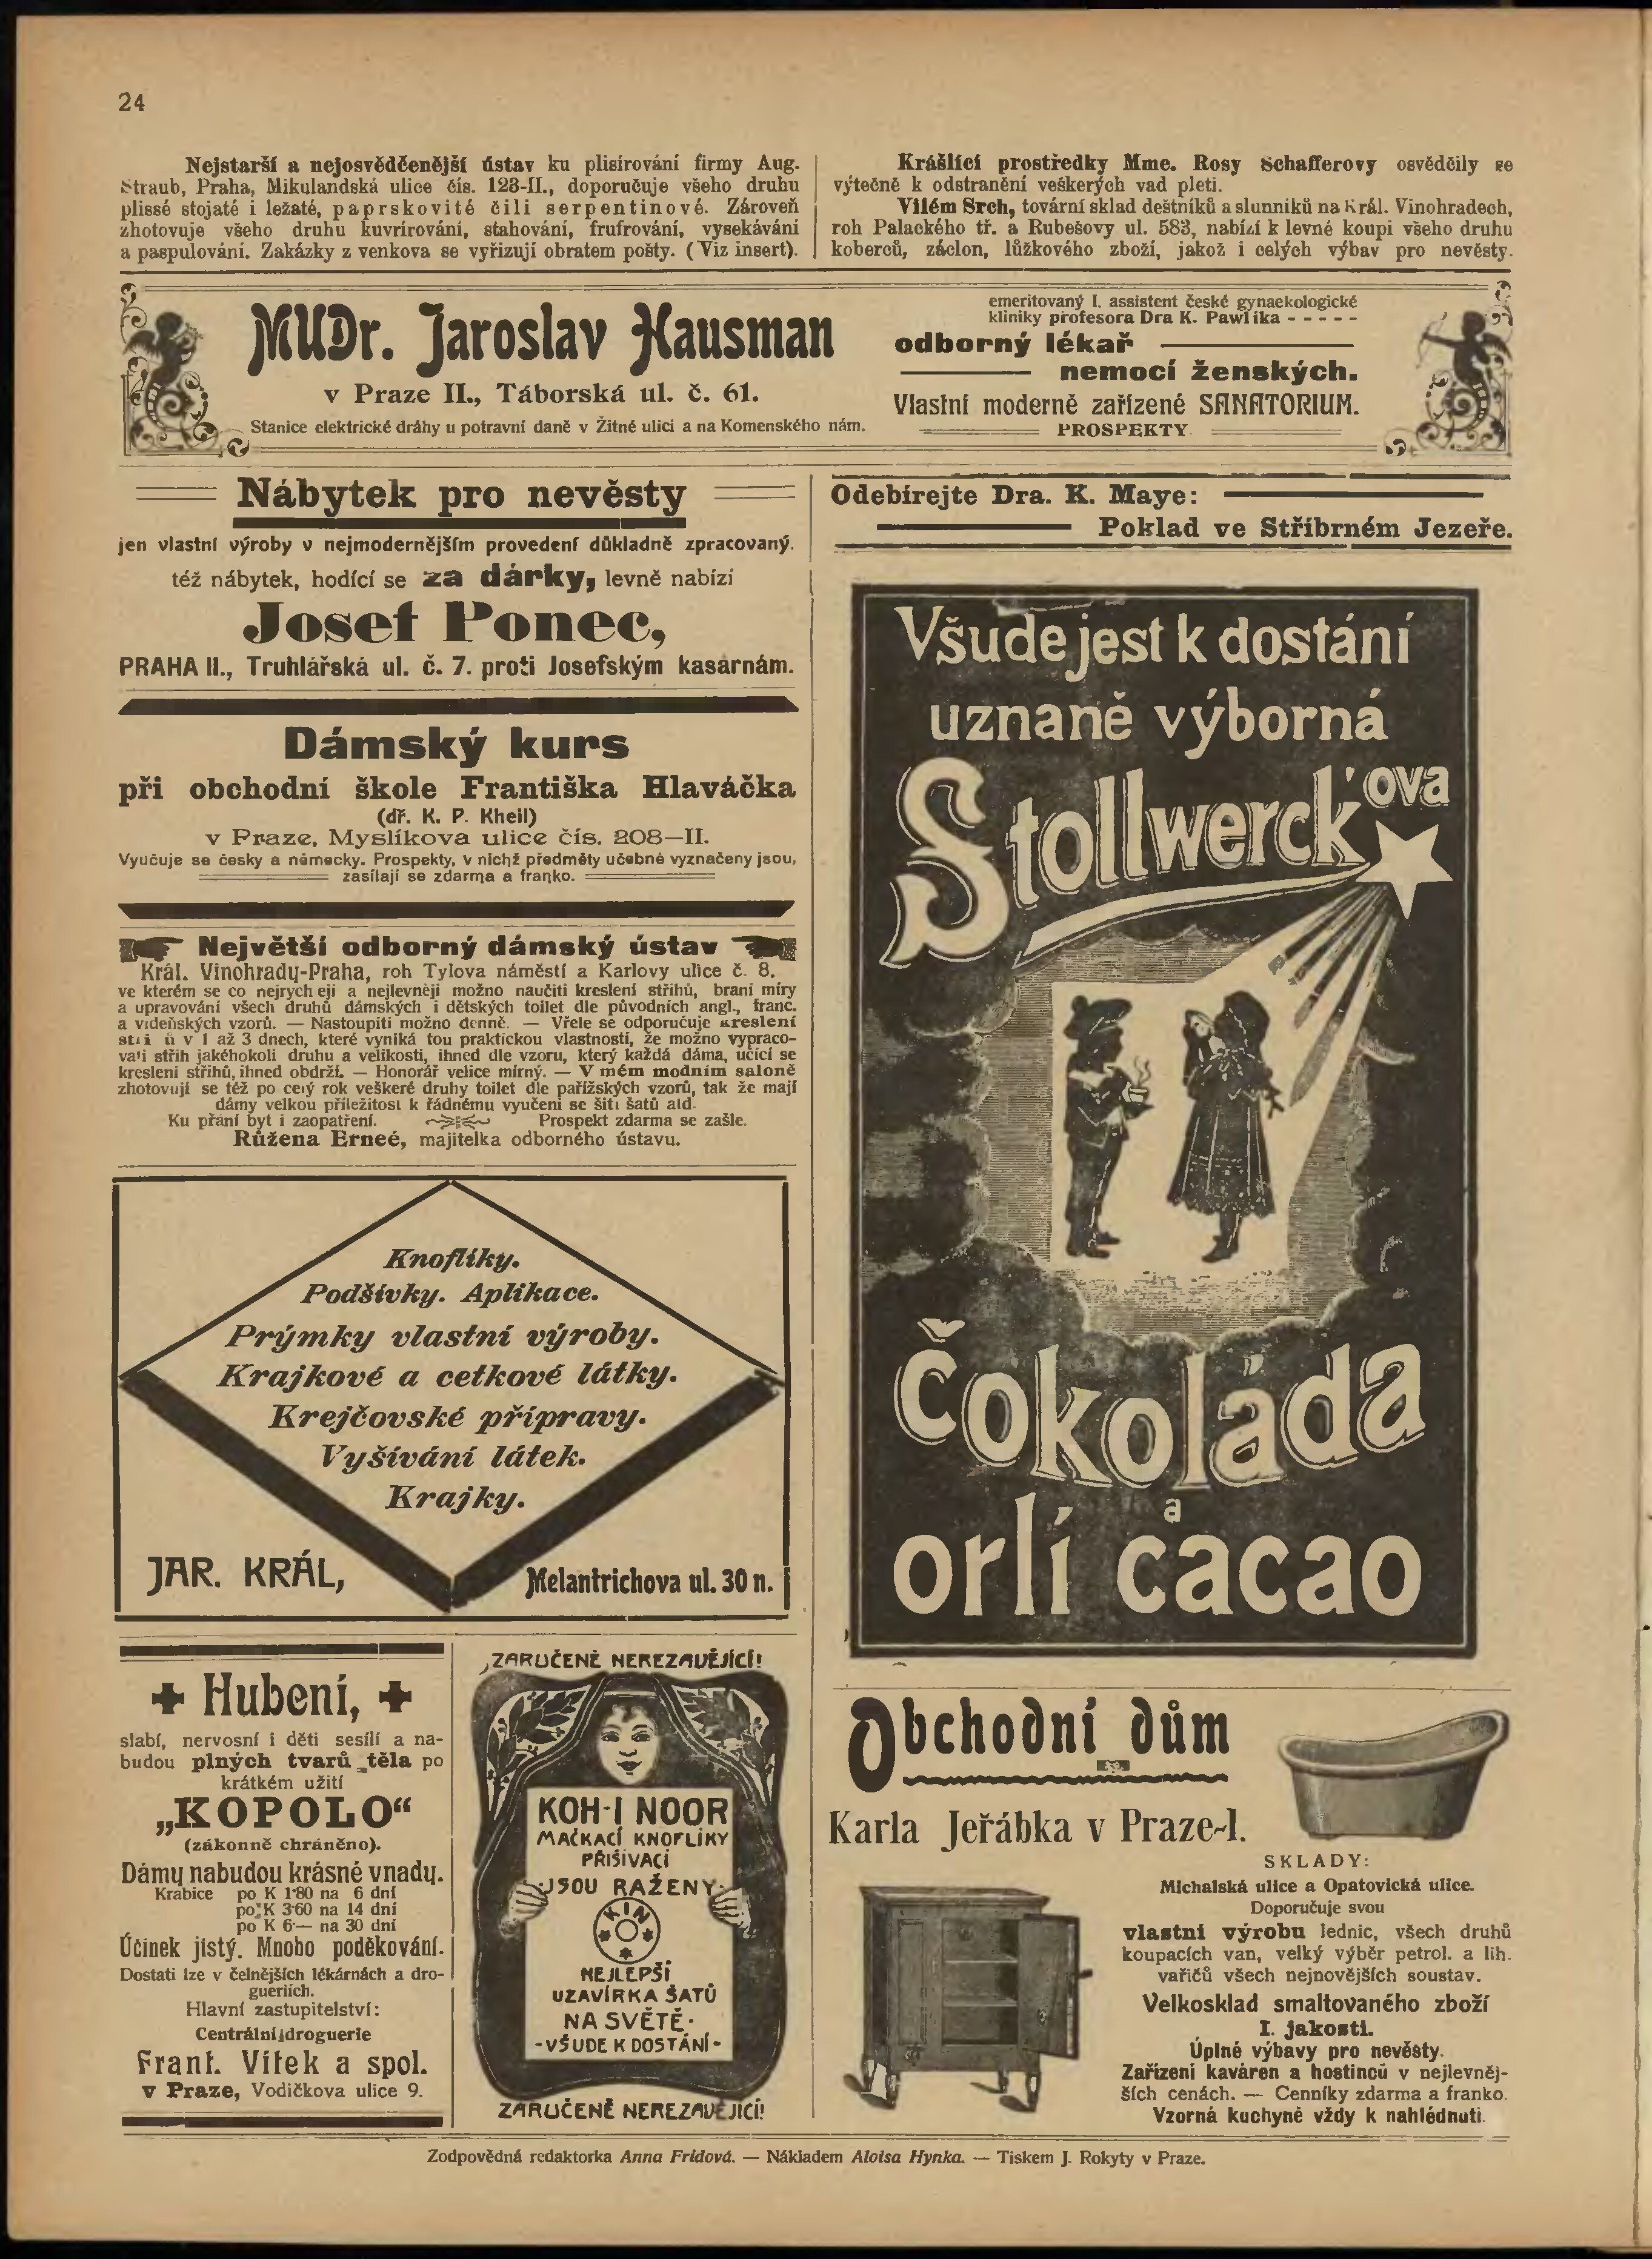 24
Nejstarší a nejosvědčenější ústav ku plisírování firmy Aug.
Straub, Praha, Mikulandská ulice čís. 123-II., doporučuje všeho druhu
plissé stojaté i ležaté, paprskovité čili serpentinové. Zároveň
zhotovuje všeho druhu kuvrírování, stahování, frufrování, vysekávání
a paspulování. Zakázky z venkova se vyřizují obratem pošty. (Viz insert).
Krášlící prostředky Mme. Rosy Schafferovy osvědčily se
výtečně k odstranění veškerých vad pleti.
Vilém Srch, tovární sklad deštníků a slunniků na Král. Vinohradech,
roh Palackého tř. a Rubešovy ul. 583, nabízí k levné koupi všeho druhu
koberců, záclon, lůžkového zboží, jakož i celých výbav pro nevěsty.
MUDr. Jaroslav Hausman
v Praze II., Táborská ul. č. 61.
Stanice elektrické dráhy u potravní daně v Žitné ulici a na Komenského nám.
emeritovaný I. assistent české gynaekologické
kliniky profesora Dra K. Pawlíka - - - - -
odborný lékař
nemocí ženských.
Vlastní moderně zařízené SANATORIUM.
PROSPEKTY
Nábytek pro nevěsty
jen vlastní výroby v nejmodernějším provedení důkladně zpracovaný.
též nábytek, hodící se za dárky, levně nabízí
Josef Ponec,
PRAHA II., Truhlářská ul. č. 7. proti Josefským kasárnám.
Dámský kurs
při obchodní škole Františka Hlaváčka
(dř. K. P. Kheil)
v Praze, Myslíkova ulice čís. 208—II.
Vyučuje se česky a německy. Prospekty, v nichž předměty učebné vyznačeny jsou,
zasílají se zdarma a franko.
Největší odborný dámský ústav
Král. Vinohrady-Praha, roh Tylova náměstí a Karlovy ulice č. 8.
ve kterém se co nejrychleji a nejlevněji možno naučiti kreslení střihů, braní míry
a upravování všech druhů dámských i dětských toilet dle původních angl., franc.
a vídeňských vzorů. — Nastoupiti možno denně. — Vřele se odporučuje kreslení
střihů v 1 až 3 dnech, které vyniká tou praktickou vlastností, že možno vypraco-
vati střih jakéhokoli druhu a velikosti, ihned dle vzoru, který každá dáma, učící se
kreslení střihů, ihned obdrží. — Honorář velice mírný. — V mém modním saloně
zhotovují se též po celý rok veškeré druhy toilet dle pařížských vzorů, tak že mají
dámy velkou příležitost k řádnému vyučení se šití šatů atd.
Ku přání byt i zaopatření. Prospekt zdarma se zašle.
Růžena Erneé, majitelka odborného ústavu.
Knoflíky.
Podšívky. Aplikace.
Prýmky vlastní výroby.
Krajkové a cetkové látky.
Krejčovské přípravy.
Vyšívání látek.
Krajky.
JAR. KRÁL,
Melantrichova ul. 30 n.
Hubení,
slabí, nervosní i děti sesílí a na-
budou plných tvarů těla po
krátkém užití
„KOPOLO“
(zákonně chráněno).
Dámy nabudou krásné vnady.
Krabice po K 1·80 na 6 dní
po K 3·60 na 14 dní
po K 6·— na 30 dní
Účinek jistý. Mnoho poděkování.
Dostati lze v čelnějších lékárnách a dro-
gueriích.
Hlavní zastupitelství:
Centrální droguerie
Frant. Vítek a spol.
v Praze, Vodičkova ulice 9.
ZARUČENĚ NEREZAVĚJÍCÍ!
KOH-I NOOR
MAČKACÍ KNOFLÍKY
PŘIŠÍVACÍ
JSOU RAŽENY
KIN
NEJLEPŠÍ
UZAVÍRKA ŠATŮ
NA SVĚTĚ·
-VŠUDE K DOSTÁNÍ-
ZARUČENĚ NEREZAVĚJÍCÍ!
Odebírejte Dra. K. Maye:
Poklad ve Stříbrném Jezeře.
Všude jest k dostání
uznaně výborná
Stollwerck'ova
čokoláda
a
orlí cacao
Obchodní dům
Karla Jeřábka v Praze-I.
SKLADY:
Michalská ulice a Opatovická ulice.
Doporučuje svou
vlastní výrobu lednic, všech druhů
koupacích van, velký výběr petrol. a lih.
vařičů všech nejnovějších soustav.
Velkosklad smaltovaného zboží
I. jakosti.
Úplné výbavy pro nevěsty.
Zařízení kaváren a hostinců v nejlevněj-
ších cenách. — Cenníky zdarma a franko.
Vzorná kuchyně vždy k nahlédnutí.
Zodpovědná redaktorka Anna Frídová. — Nákladem Aloisa Hynka. — Tiskem J. Rokyty v Praze.